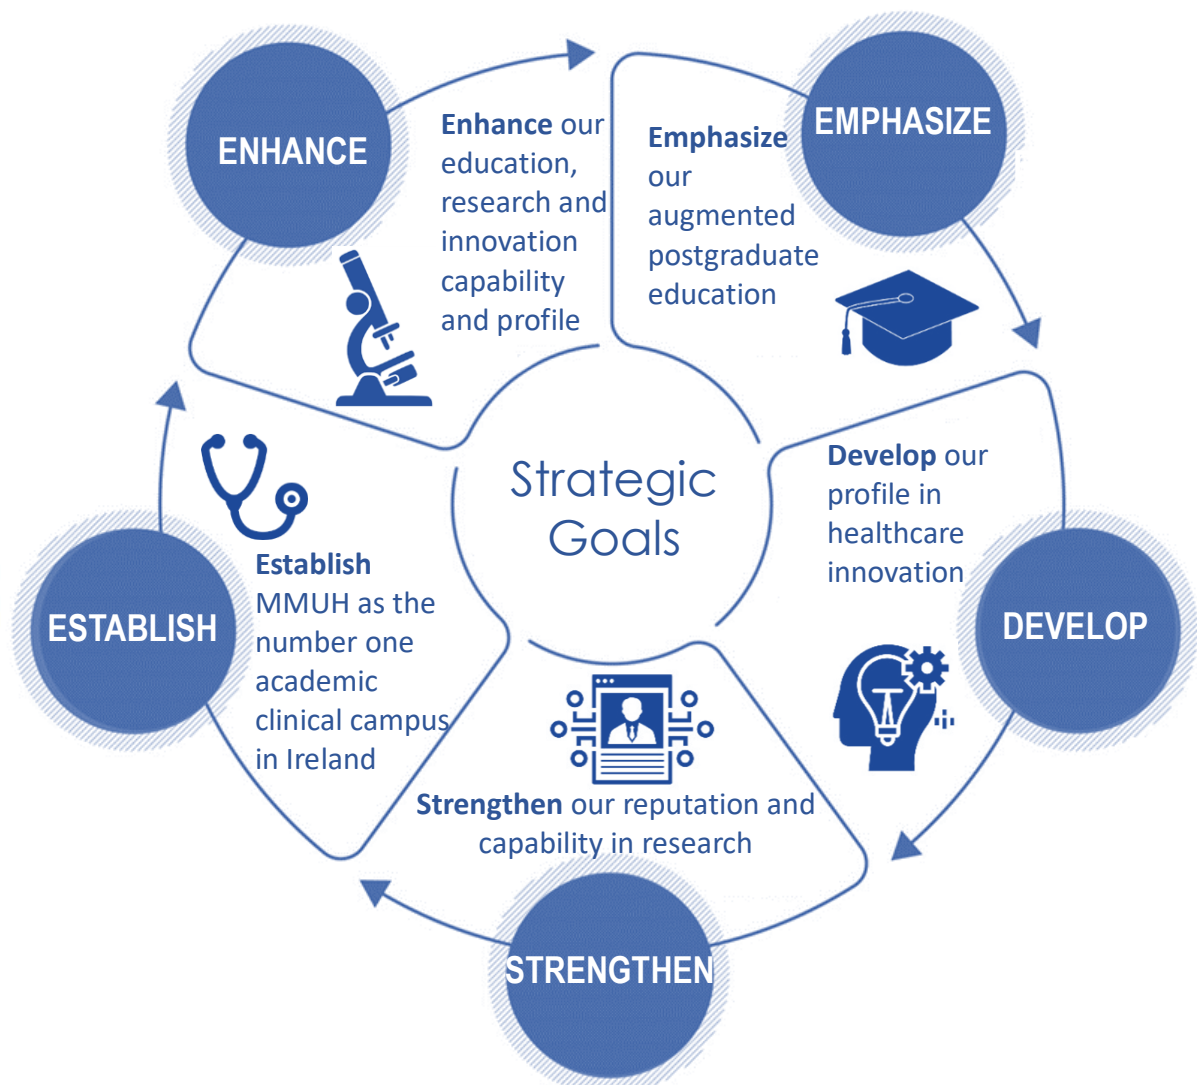 ENHANCE
Enhance our
education,
research and
innovation
capability
and profile
EMPHASIZE
Emphasize
our
augmented
postgraduate
education
Strategic
Goals
Develop our
profile in
healthcare
innovation
DEVELOP
ESTABLISH
Establish
MMUH as the
number one
academic
clinical campus
in Ireland
Strengthen our reputation and
capability in research
STRENGTHEN